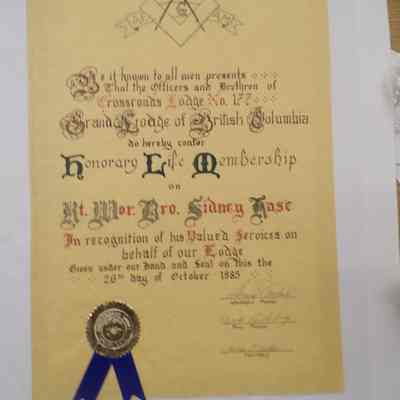 Be it known to all men presents
That the Officers and Brethren of
Crossroads Lodge No. 177
Grand Lodge of British Columbia
do hereby confer
Honorary Life Membership
on
Rt. Wor. Bro. Sidney Kase
In recognition of his Valued Services on
behalf of our Lodge
Given under our Hand and Seal on this the
26th day of October 1985